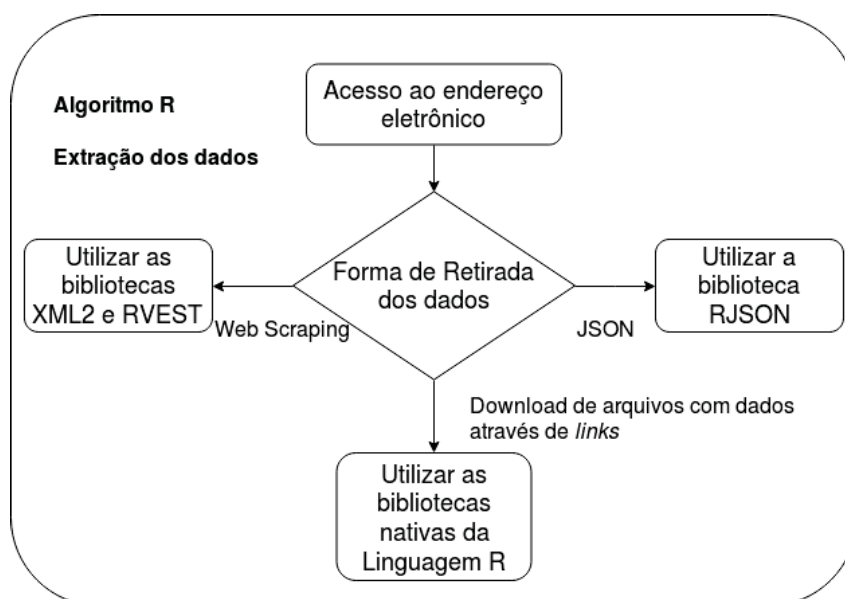 Algoritmo R
Extração dos dados
Acesso ao endereço
eletrônico
Forma de Retirada
dos dados
Utilizar as
bibliotecas
XML2 e RVEST
Web Scraping
Utilizar a
biblioteca
RJSON
JSON
Download de arquivos com dados
através de links
Utilizar as
bibliotecas
nativas da
Linguagem R